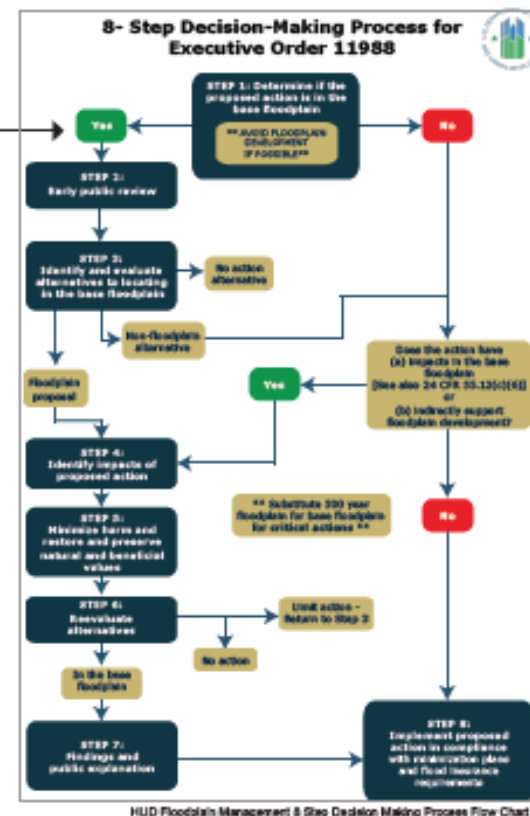 8- Step Decision-Making Process for
Executive Order 11988
STEP 1: Determine if the
proposed action is in the
base floodplain
** AVOID FLOODPLAIN
DEVELOPMENT
IF POSSIBLE**
Yes
No
STEP 2:
Early public review
STEP 3:
Identify and evaluate
alternatives to locating
in the base floodplain
No action
alternative
Non-floodplain
alternative
Floodplain
proposal
Does the action have
(a) Impacts in the base
floodplain
(See also 24 CFR 55.12(c)(6))
or
(b) Indirectly support
floodplain development?
Yes
STEP 4:
Identify impacts of
proposed action
** Substitute 500 year
floodplain for base floodplain
for critical actions **
No
STEP 5:
Minimize harm and
restore and preserve
natural and beneficial
values
STEP 6:
Reevaluate
alternatives
Limit action -
Return to Step 3
No action
In the base
floodplain
STEP 7:
Findings and
public explanation
STEP 8:
Implement proposed
action in compliance
with minimization plans
and flood insurance
requirements
HUD Floodplain Management 8 Step Decision Making Process Flow Chart